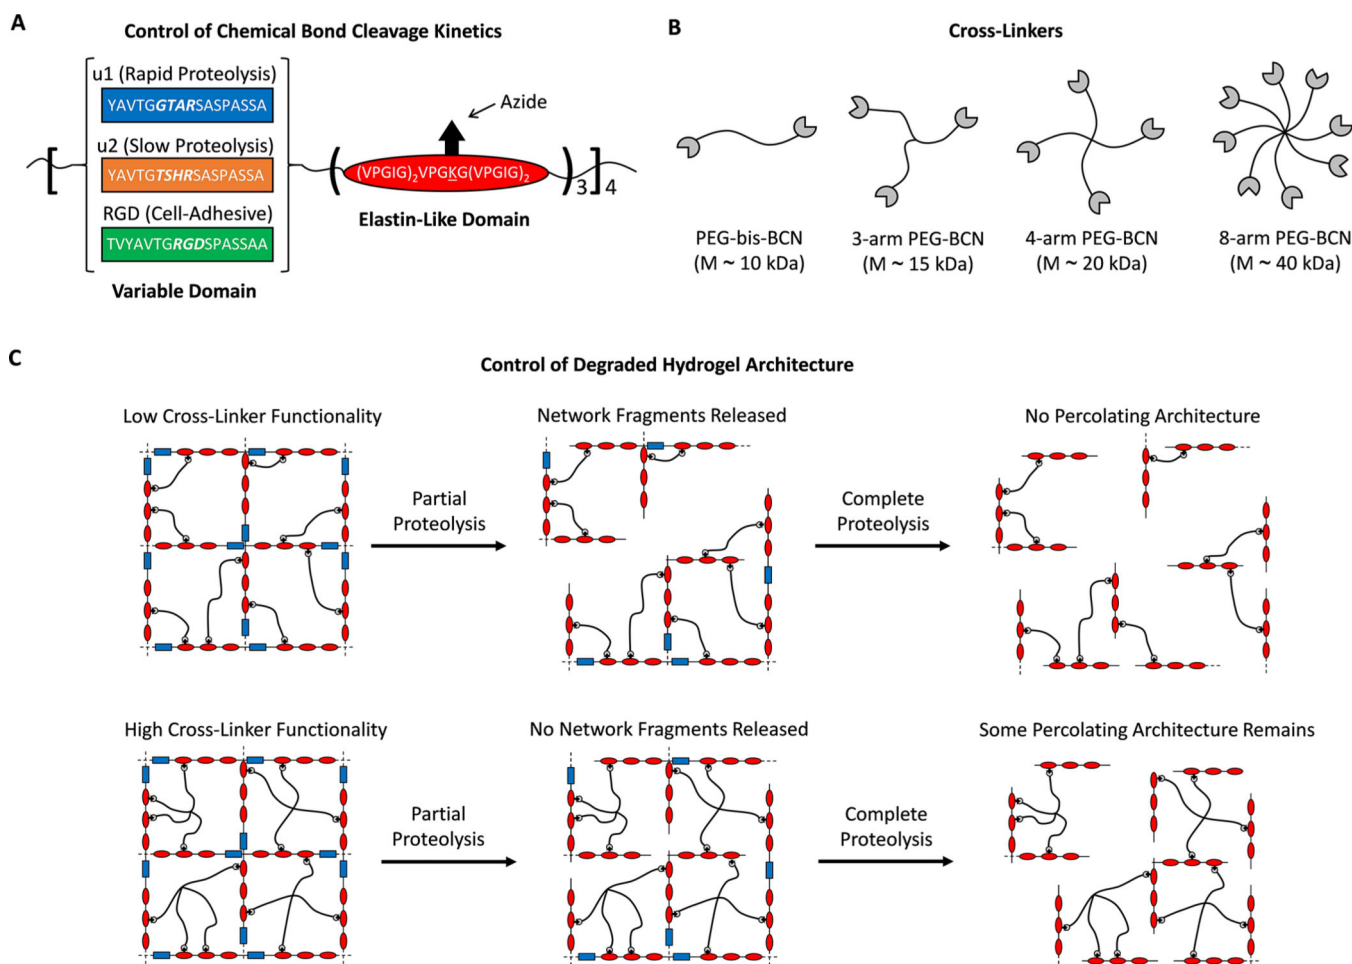 A
Control of Chemical Bond Cleavage Kinetics
u1 (Rapid Proteolysis)
YAVTGGTARSASPASSA
u2 (Slow Proteolysis)
YAVTGTSHRSASPASSA
RGD (Cell-Adhesive)
TVYAVTGRGDSPASSAA
Variable Domain
Azide
(VPGIG)2VPGKG(VPGIG)2
3
4
Elastin-Like Domain
B
Cross-Linkers
PEG-bis-BCN
(M ~ 10 kDa)
3-arm PEG-BCN
(M ~ 15 kDa)
4-arm PEG-BCN
(M ~ 20 kDa)
8-arm PEG-BCN
(M ~ 40 kDa)
C
Control of Degraded Hydrogel Architecture
Low Cross-Linker Functionality
Partial
Proteolysis
Network Fragments Released
Complete
Proteolysis
No Percolating Architecture
High Cross-Linker Functionality
Partial
Proteolysis
No Network Fragments Released
Complete
Proteolysis
Some Percolating Architecture Remains